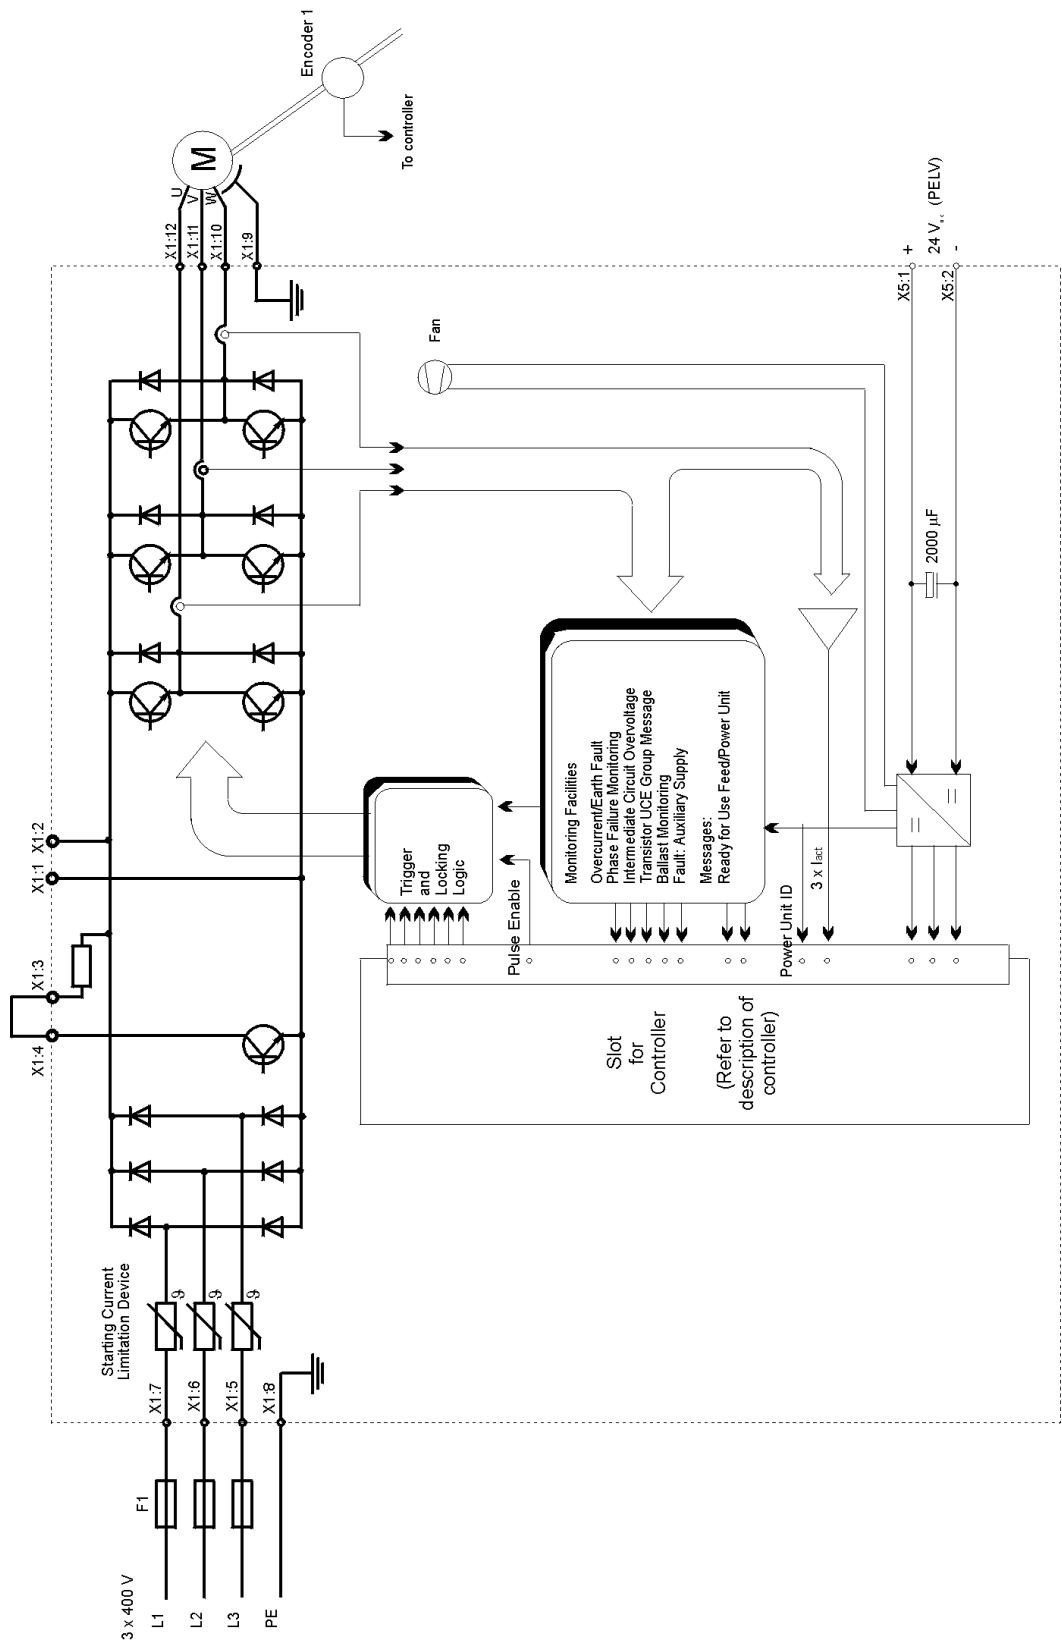 3 x 400 V
L1
L2
L3
PE
F1
X1:7
X1:6
X1:5
X1:8
Starting Current
Limitation Device
ϑ
ϑ
ϑ
X1:4
X1:3
X1:1
X1:2
X1:12
X1:11
X1:10
X1:9
U
V
W
M
Encoder 1
To controller
Fan
Trigger
and
Locking
Logic
Pulse Enable
Monitoring Facilities
Overcurrent/Earth Fault
Phase Failure Monitoring
Intermediate Circuit Overvoltage
Transistor UCE Group Message
Ballast Monitoring
Fault: Auxiliary Supply
Messages:
Ready for Use Feed/Power Unit
Power Unit ID
3 x Iact
Slot
for
Controller
(Refer to
description of
controller)
2000 µF
X5:1
X5:2
+
24 V (PELV)
-